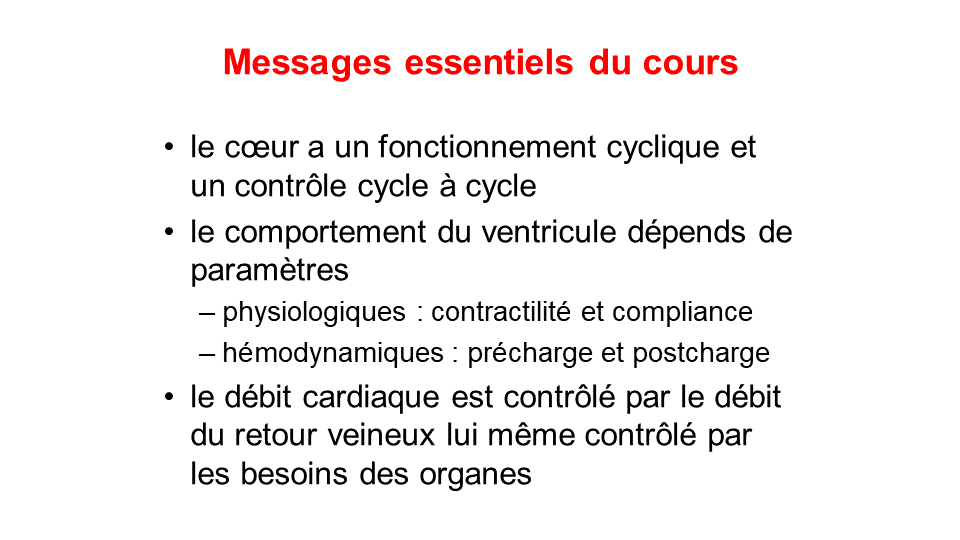 Messages essentiels du cours
• le cœur a un fonctionnement cyclique et
un contrôle cycle à cycle
• le comportement du ventricule dépends de
paramètres
– physiologiques : contractilité et compliance
– hémodynamiques : précharge et postcharge
• le débit cardiaque est contrôlé par le débit
du retour veineux lui même contrôlé par
les besoins des organes